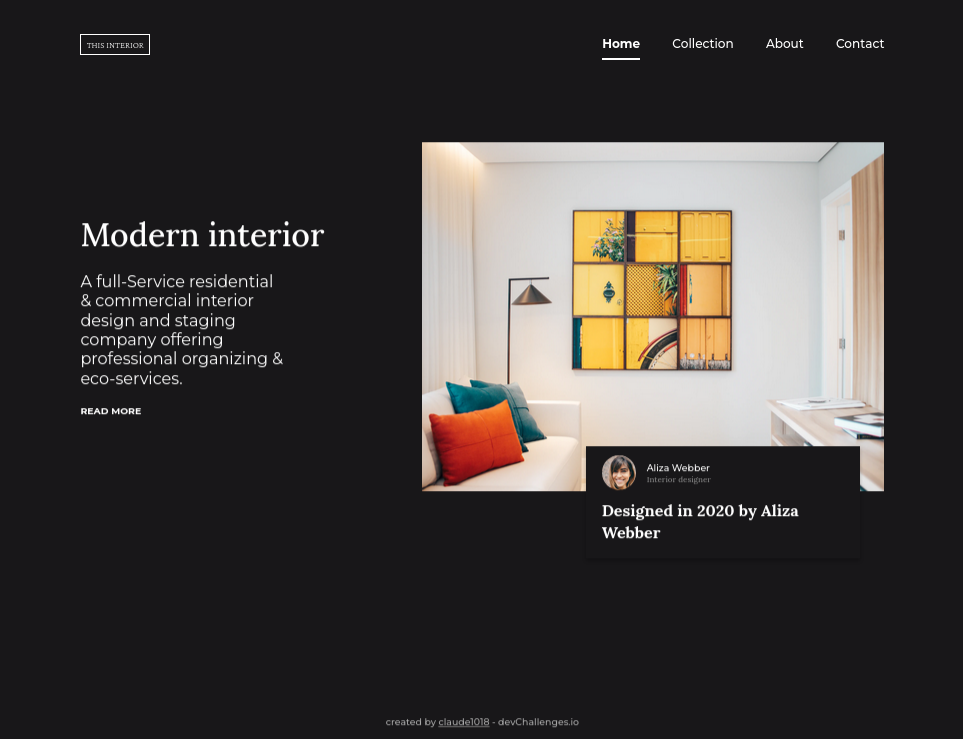 THIS INTERIOR
Home Collection About Contact
Modern interior
A full-Service residential
& commercial interior
design and staging
company offering
professional organizing &
eco-services.
READ MORE
Aliza Webber
Interior designer
Designed in 2020 by Aliza
Webber
created by claude1018 - devChallenges.io